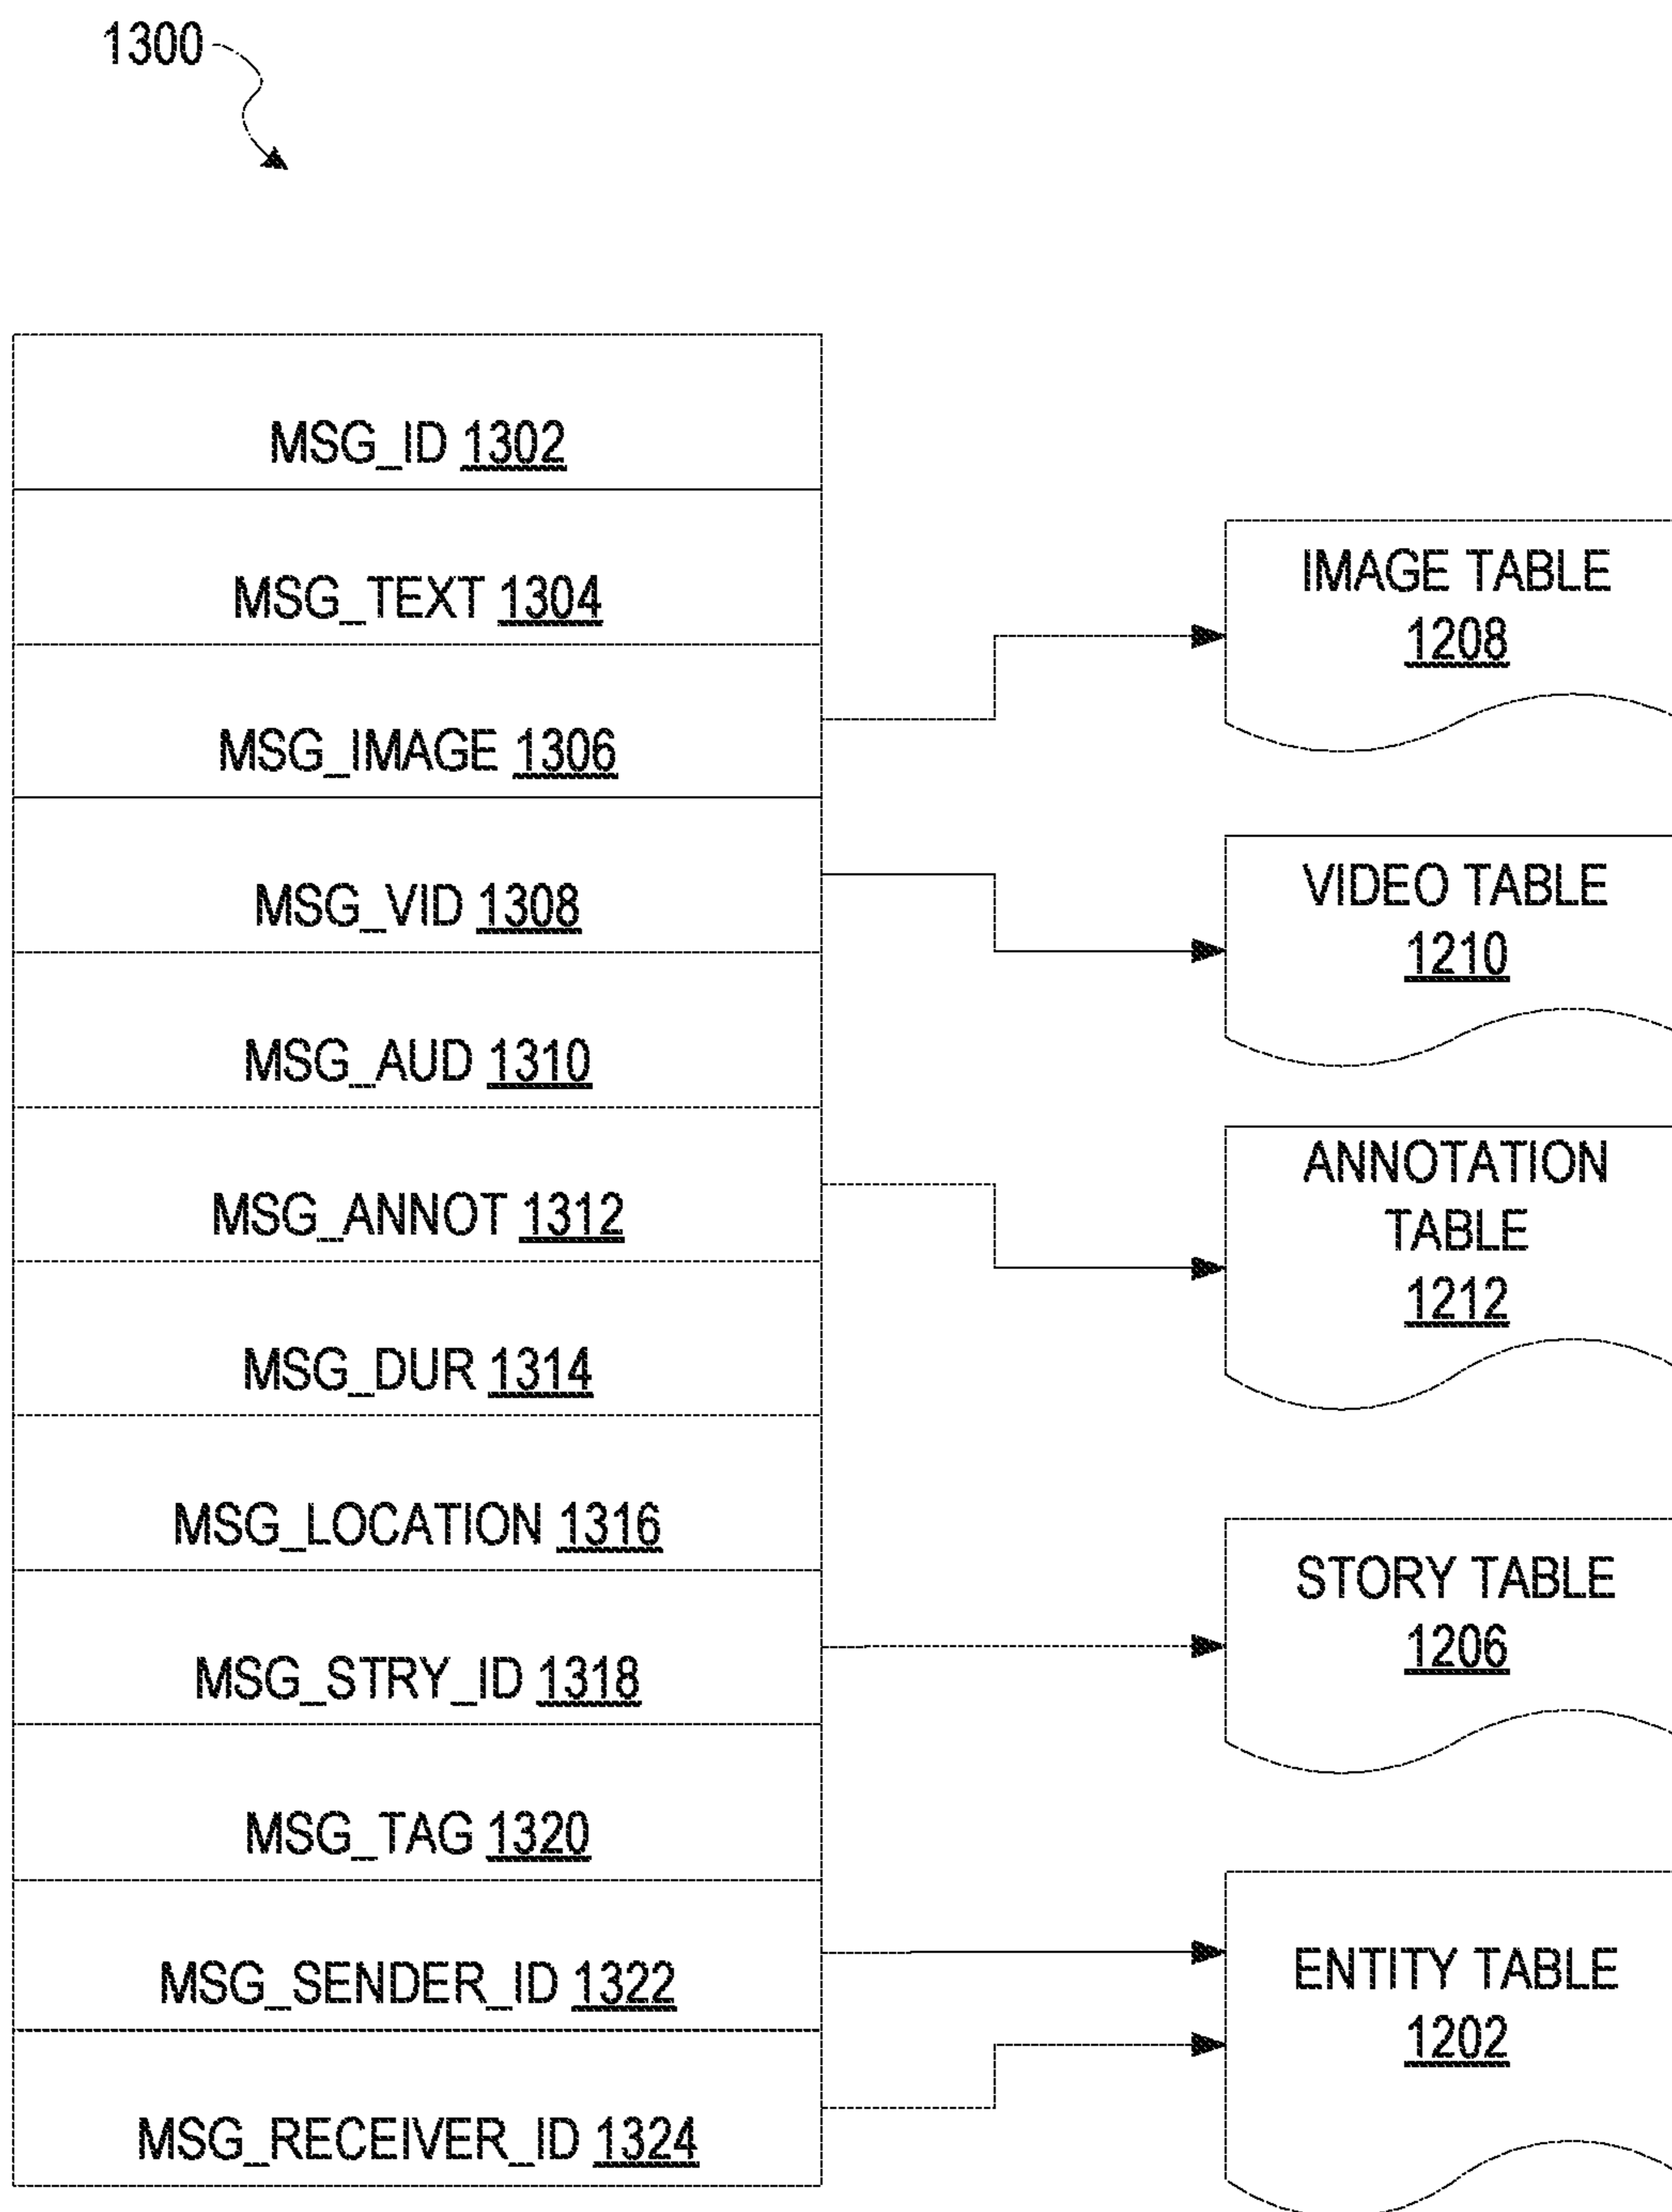 1300
MSG_ID 1302
MSG_TEXT 1304
MSG_IMAGE 1306
MSG_VID 1308
MSG_AUD 1310
MSG_ANNOT 1312
MSG_DUR 1314
MSG_LOCATION 1316
MSG_STRY_ID 1318
MSG_TAG 1320
MSG_SENDER_ID 1322
MSG_RECEIVER_ID 1324
IMAGE TABLE
1208
VIDEO TABLE
1210
ANNOTATION
TABLE
1212
STORY TABLE
1206
ENTITY TABLE
1202